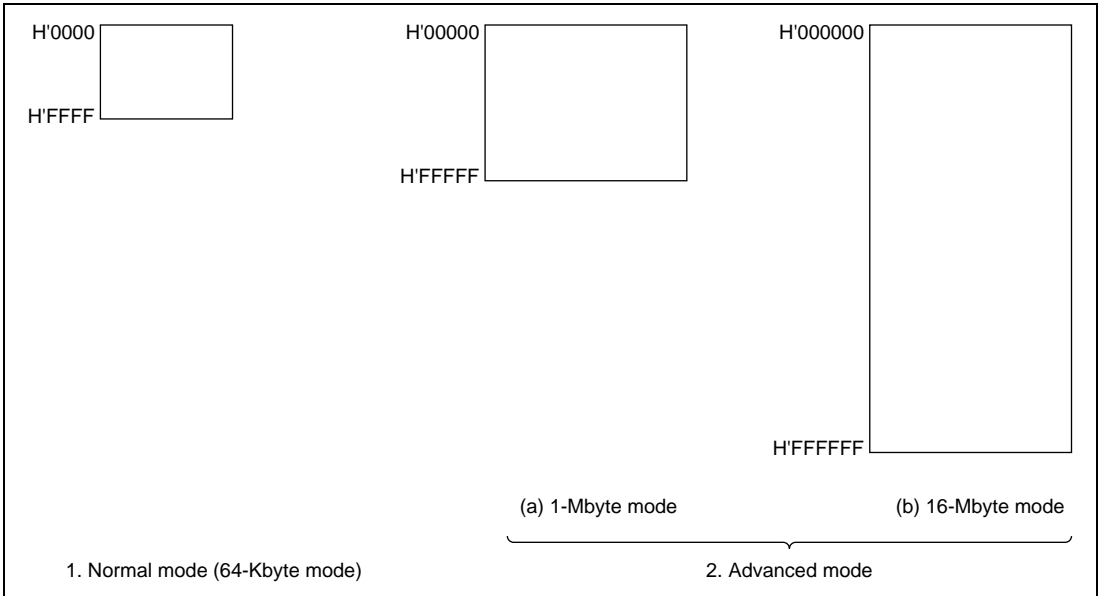 H'0000
H'FFFF
H'00000
H'FFFFF
H'000000
H'FFFFFF
(a) 1-Mbyte mode
(b) 16-Mbyte mode
1. Normal mode (64-Kbyte mode)
2. Advanced mode